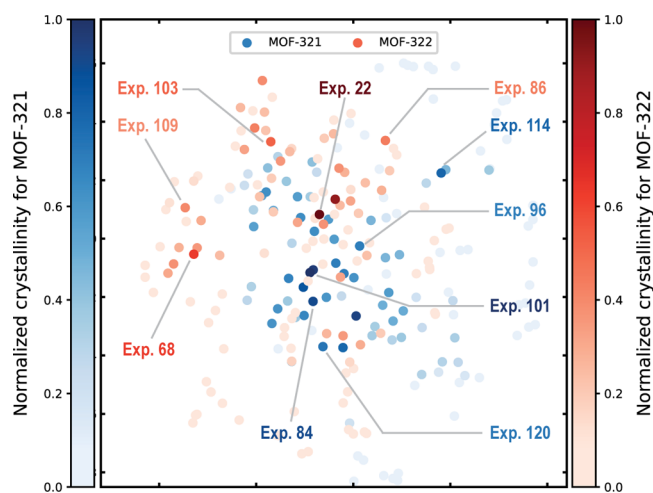 MOF-321 MOF-322
Exp. 103
Exp. 22
Exp. 86
Exp. 109
Exp. 114
Exp. 96
Exp. 101
Exp. 68
Exp. 84
Exp. 120
Normalized crystallinity for MOF-321
1.0
0.8
0.6
0.4
0.2
0.0
1.0
0.8
0.6
0.4
0.2
0.0
Normalized crystallinity for MOF-322